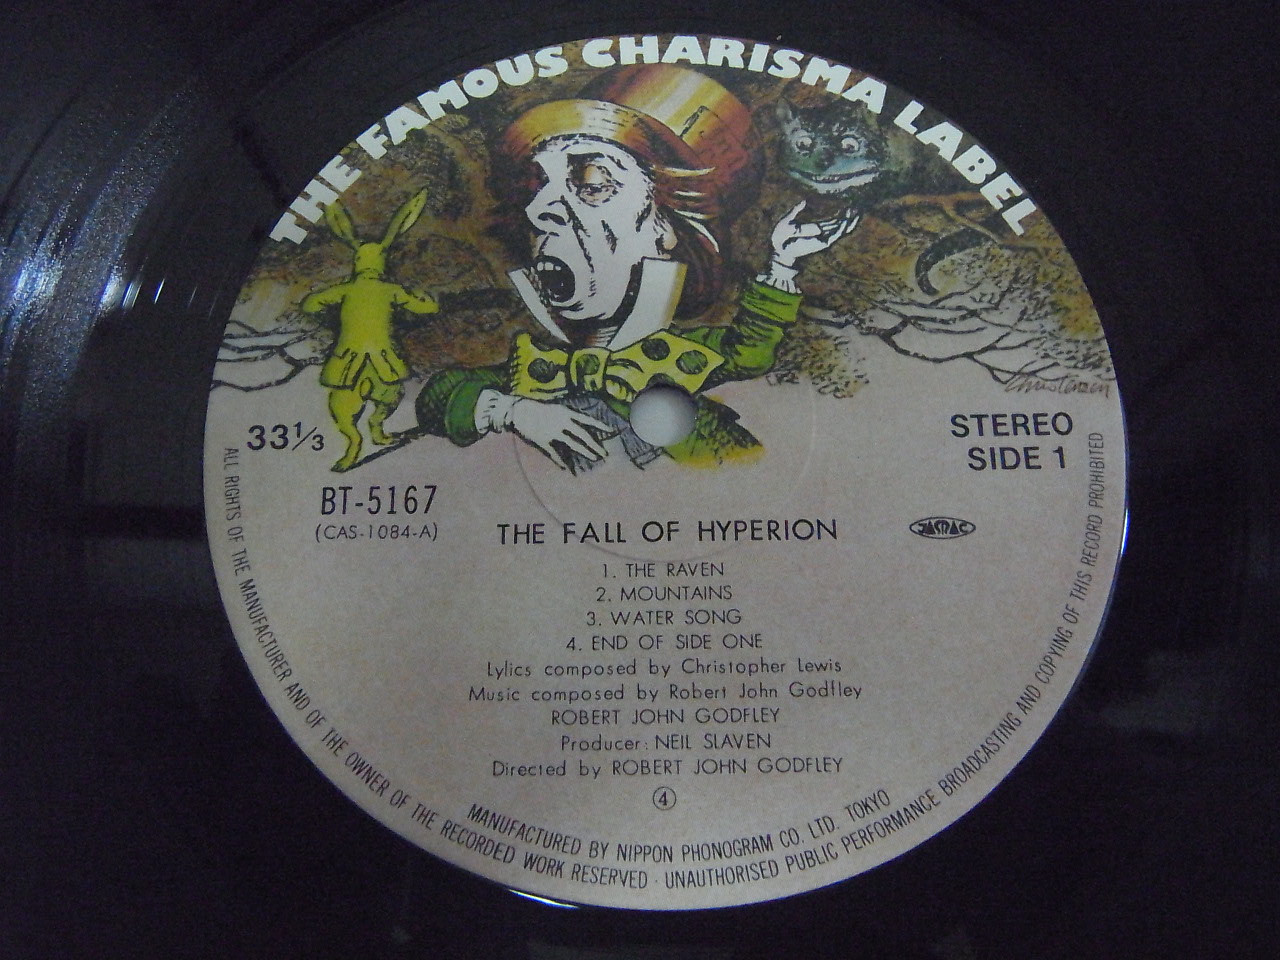 THE FAMOUS CHARISMA LABEL
Christensen
33⅓
STEREO
SIDE 1
BT-5167
(CAS-1084-A)
THE FALL OF HYPERION
JASRAC
1. THE RAVEN
2. MOUNTAINS
3. WATER SONG
4. END OF SIDE ONE
Lylics composed by Christopher Lewis
Music composed by Robert John Godfley
ROBERT JOHN GODFLEY
Producer: NEIL SLAVEN
Directed by ROBERT JOHN GODFLEY
4
MANUFACTURED BY NIPPON PHONOGRAM CO. LTD. TOKYO
ALL RIGHTS OF THE MANUFACTURER AND OF THE OWNER OF THE RECORDED WORK RESERVED · UNAUTHORISED PUBLIC PERFORMANCE BROADCASTING AND COPYING OF THIS RECORD PROHIBITED